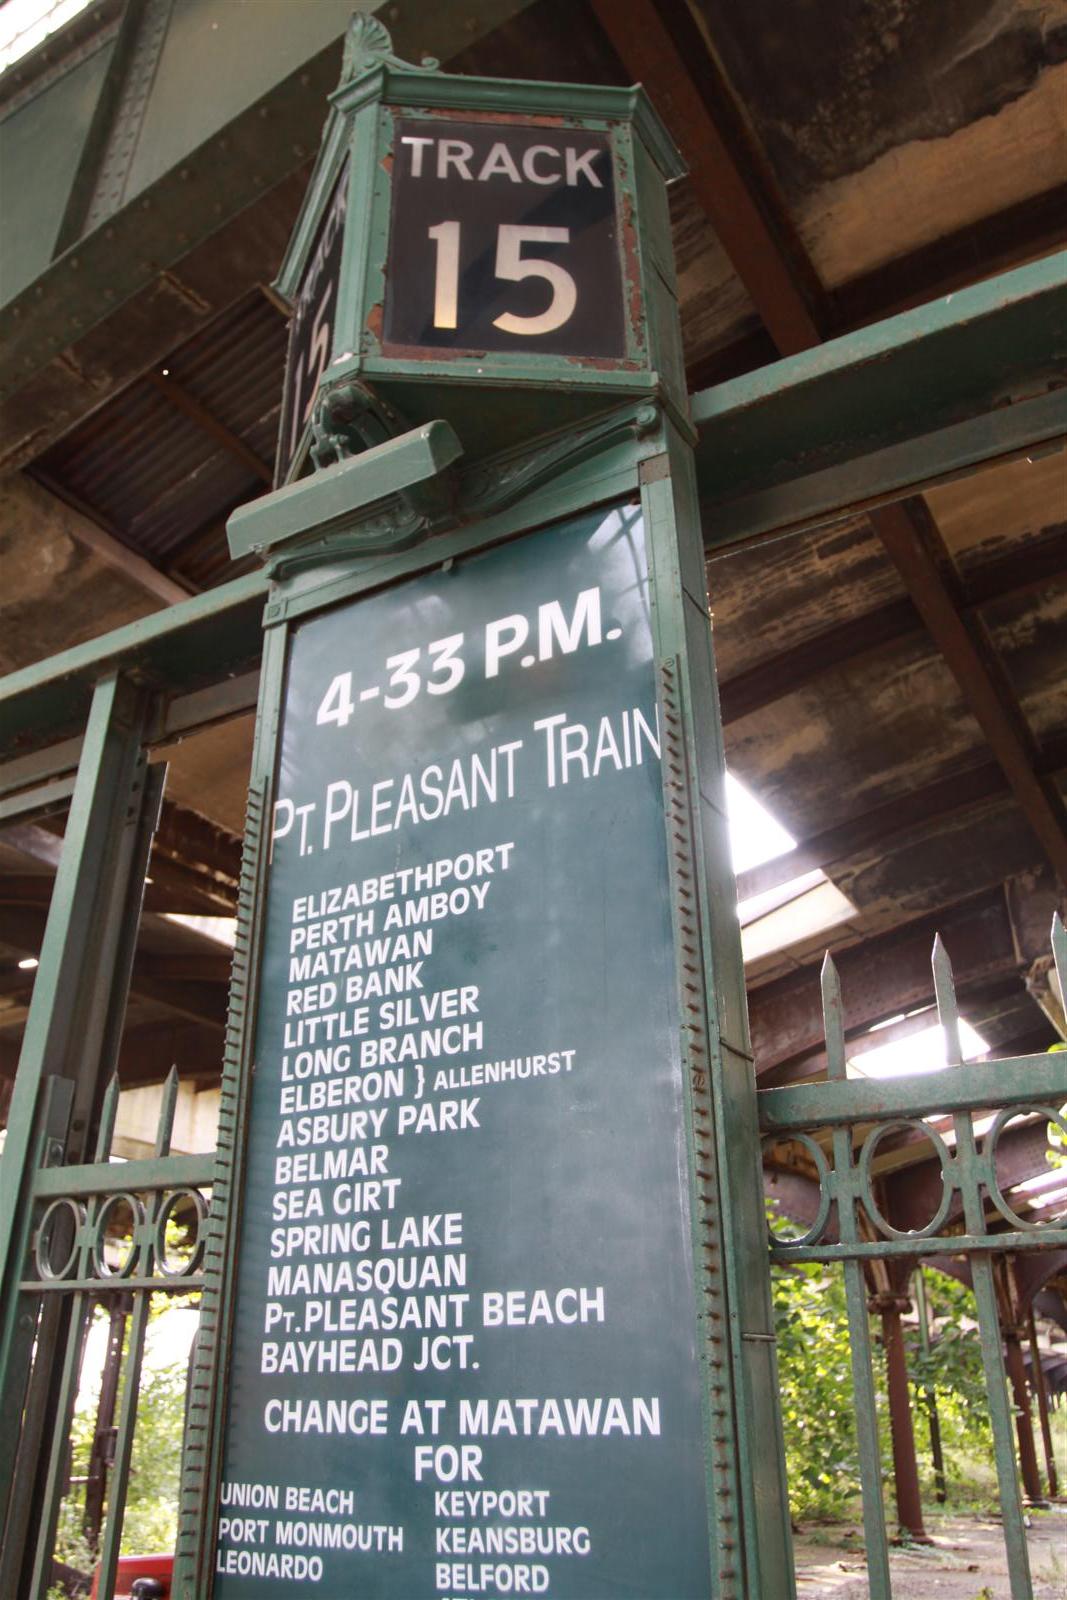 TRACK
15
4-33 P.M.
PT. PLEASANT TRAIN
ELIZABETHPORT
PERTH AMBOY
MATAWAN
RED BANK
LITTLE SILVER
LONG BRANCH
ELBERON } ALLENHURST
ASBURY PARK
BELMAR
SEA GIRT
SPRING LAKE
MANASQUAN
PT. PLEASANT BEACH
BAYHEAD JCT.
CHANGE AT MATAWAN
FOR
UNION BEACH KEYPORT
PORT MONMOUTH KEANSBURG
LEONARDO BELFORD